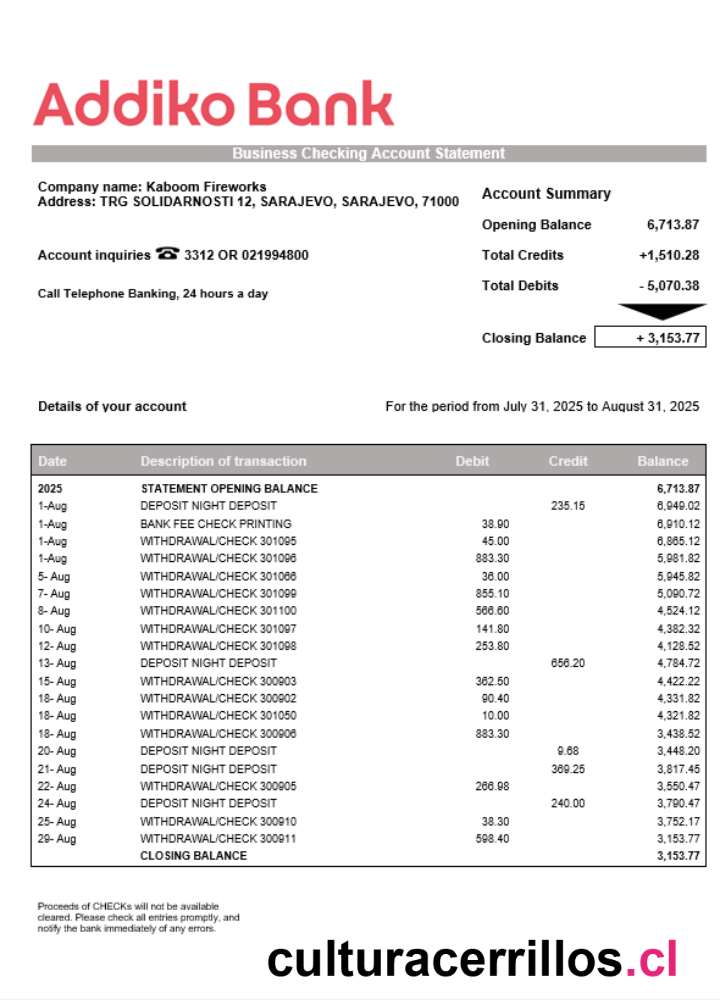 Addiko Bank
Business Checking Account Statement
Company name: Kaboom Fireworks
Address: TRG SOLIDARNOSTI 12, SARAJEVO, SARAJEVO, 71000
Account inquiries ☎ 3312 OR 021994800
Call Telephone Banking, 24 hours a day
Account Summary
Opening Balance 6,713.87
Total Credits +1,510.28
Total Debits - 5,070.38
Closing Balance + 3,153.77
Details of your account For the period from July 31, 2025 to August 31, 2025
Date Description of transaction Debit Credit Balance
2025 STATEMENT OPENING BALANCE 6,713.87
1-Aug DEPOSIT NIGHT DEPOSIT 235.15 6,949.02
1-Aug BANK FEE CHECK PRINTING 38.90 6,910.12
1-Aug WITHDRAWAL/CHECK 301095 45.00 6,865.12
1-Aug WITHDRAWAL/CHECK 301096 883.30 5,981.82
5- Aug WITHDRAWAL/CHECK 301066 36.00 5,945.82
7- Aug WITHDRAWAL/CHECK 301099 855.10 5,090.72
8- Aug WITHDRAWAL/CHECK 301100 566.60 4,524.12
10- Aug WITHDRAWAL/CHECK 301097 141.80 4,382.32
12- Aug WITHDRAWAL/CHECK 301098 253.80 4,128.52
13- Aug DEPOSIT NIGHT DEPOSIT 656.20 4,784.72
15- Aug WITHDRAWAL/CHECK 300903 362.50 4,422.22
18- Aug WITHDRAWAL/CHECK 300902 90.40 4,331.82
18- Aug WITHDRAWAL/CHECK 301050 10.00 4,321.82
18- Aug WITHDRAWAL/CHECK 300906 883.30 3,438.52
20- Aug DEPOSIT NIGHT DEPOSIT 9.68 3,448.20
21- Aug DEPOSIT NIGHT DEPOSIT 369.25 3,817.45
22- Aug WITHDRAWAL/CHECK 300905 266.98 3,550.47
24- Aug DEPOSIT NIGHT DEPOSIT 240.00 3,790.47
25- Aug WITHDRAWAL/CHECK 300910 38.30 3,752.17
29- Aug WITHDRAWAL/CHECK 300911 598.40 3,153.77
CLOSING BALANCE 3,153.77
Proceeds of CHECKs will not be available
cleared. Please check all entries promptly, and
notify the bank immediately of any errors.
culturacerrillos.cl